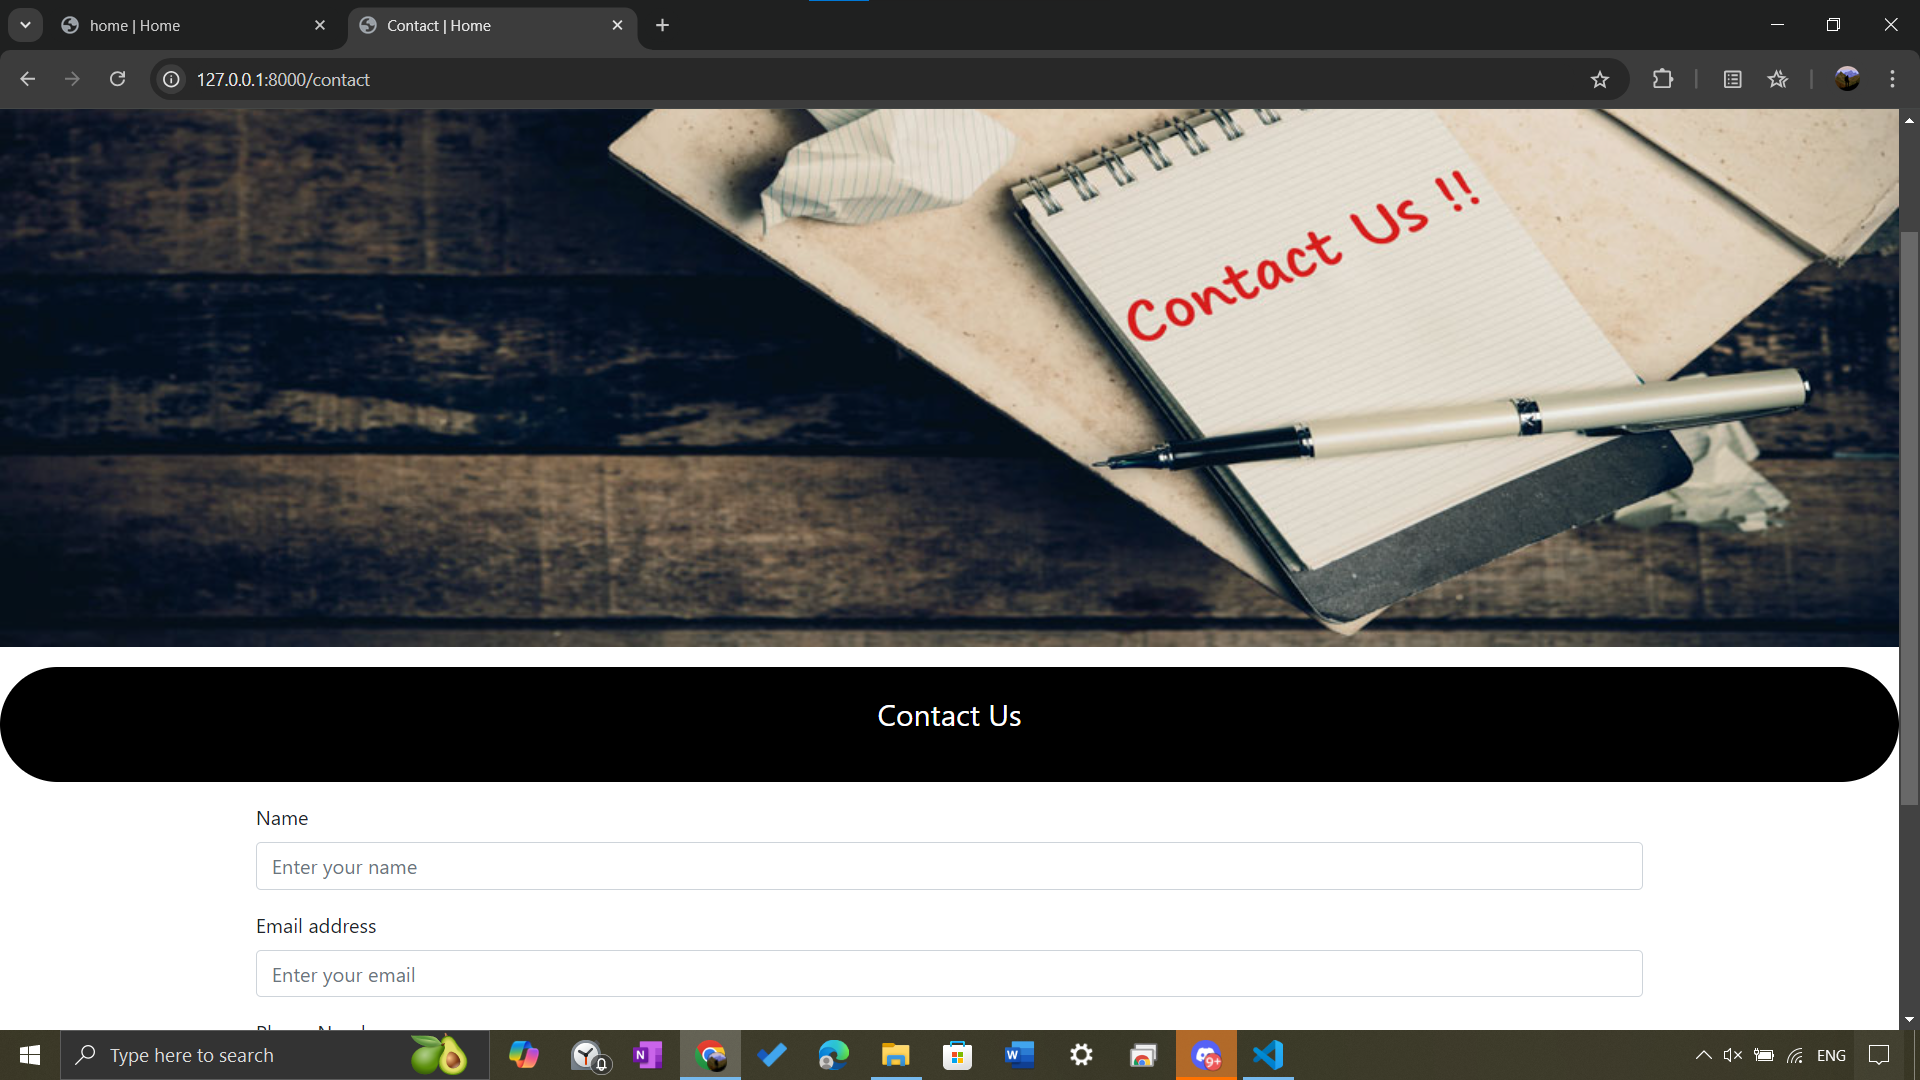 home | Home
Contact | Home
127.0.0.1:8000/contact
Contact Us !!
Contact Us
Name
Enter your name
Email address
Enter your email
Type here to search
N
W
9+
ENG